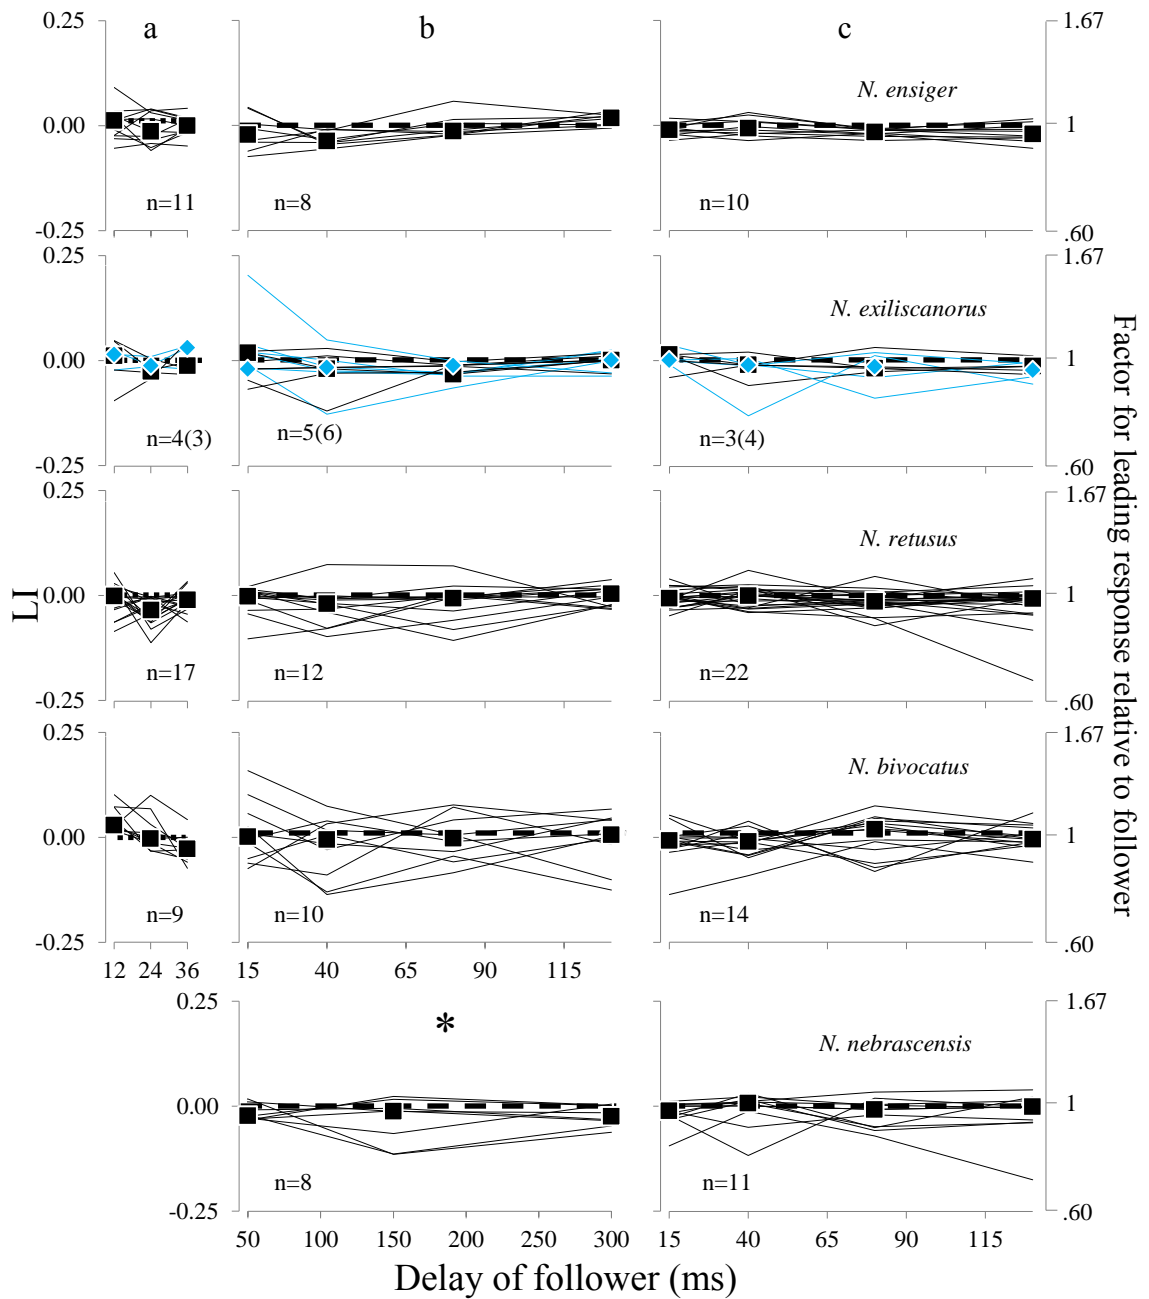 a b c
0.25 1.67
N. ensiger
0.00 1
n=11 n=8 n=10
-0.25 .60
0.25 1.67
N. exiliscanorus
0.00 1
n=4(3) n=5(6) n=3(4)
-0.25 .60
0.25 1.67
N. retusus
0.00 1
n=17 n=12 n=22
-0.25 .60
0.25 1.67
N. bivocatus
0.00 1
n=9 n=10 n=14
-0.25 .60
12 24 36 15 40 65 90 115
0.25 1.67
*
N. nebrascensis
0.00 1
n=8 n=11
-0.25 .60
50 100 150 200 250 300 15 40 65 90 115
Delay of follower (ms)
LI
Factor for leading response relative to follower